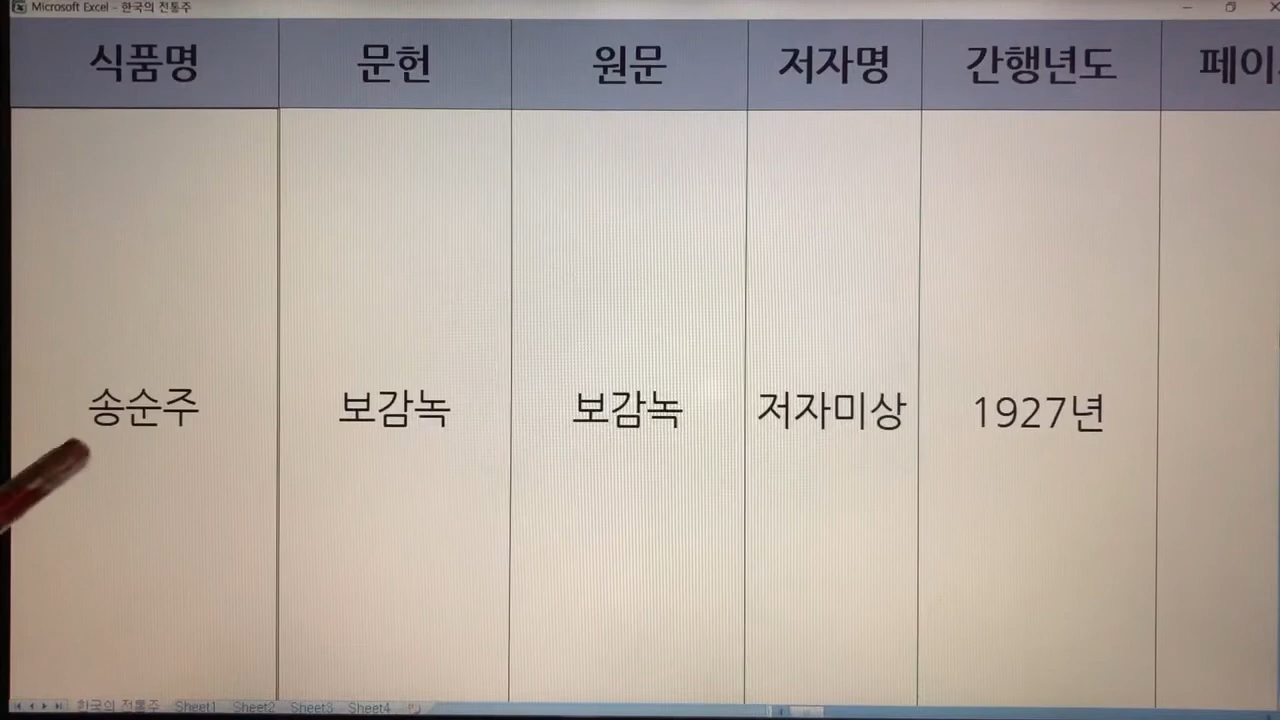 Microsoft Excel - 한국의 전통주
식품명 문헌 원문 저자명 간행년도 페이
송순주 보감녹 보감녹 저자미상 1927년
한국의 전통주 Sheet1 Sheet2 Sheet3 Sheet4